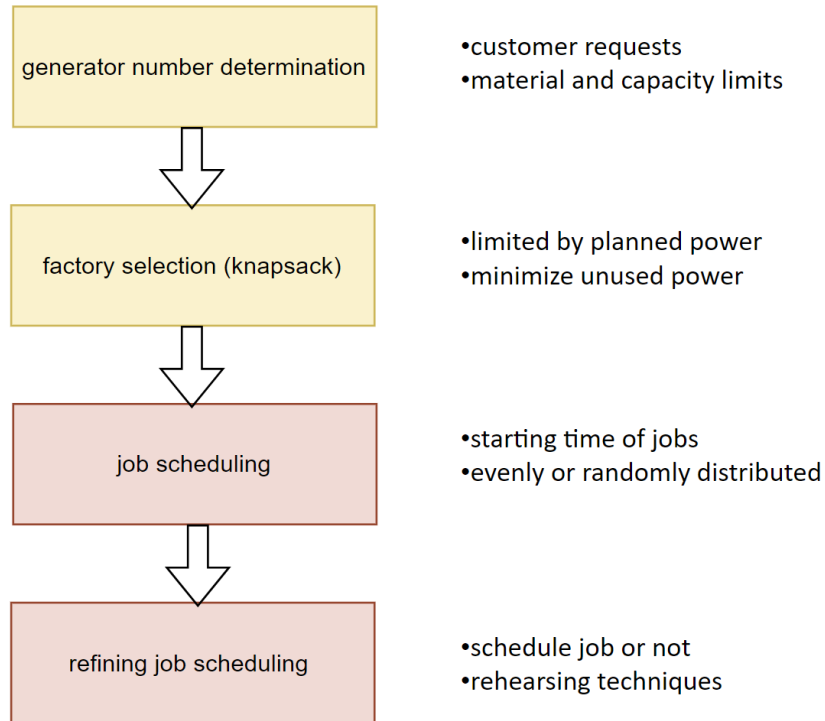 generator number determination
•customer requests
•material and capacity limits
factory selection (knapsack)
•limited by planned power
•minimize unused power
job scheduling
•starting time of jobs
•evenly or randomly distributed
refining job scheduling
•schedule job or not
•rehearsing techniques